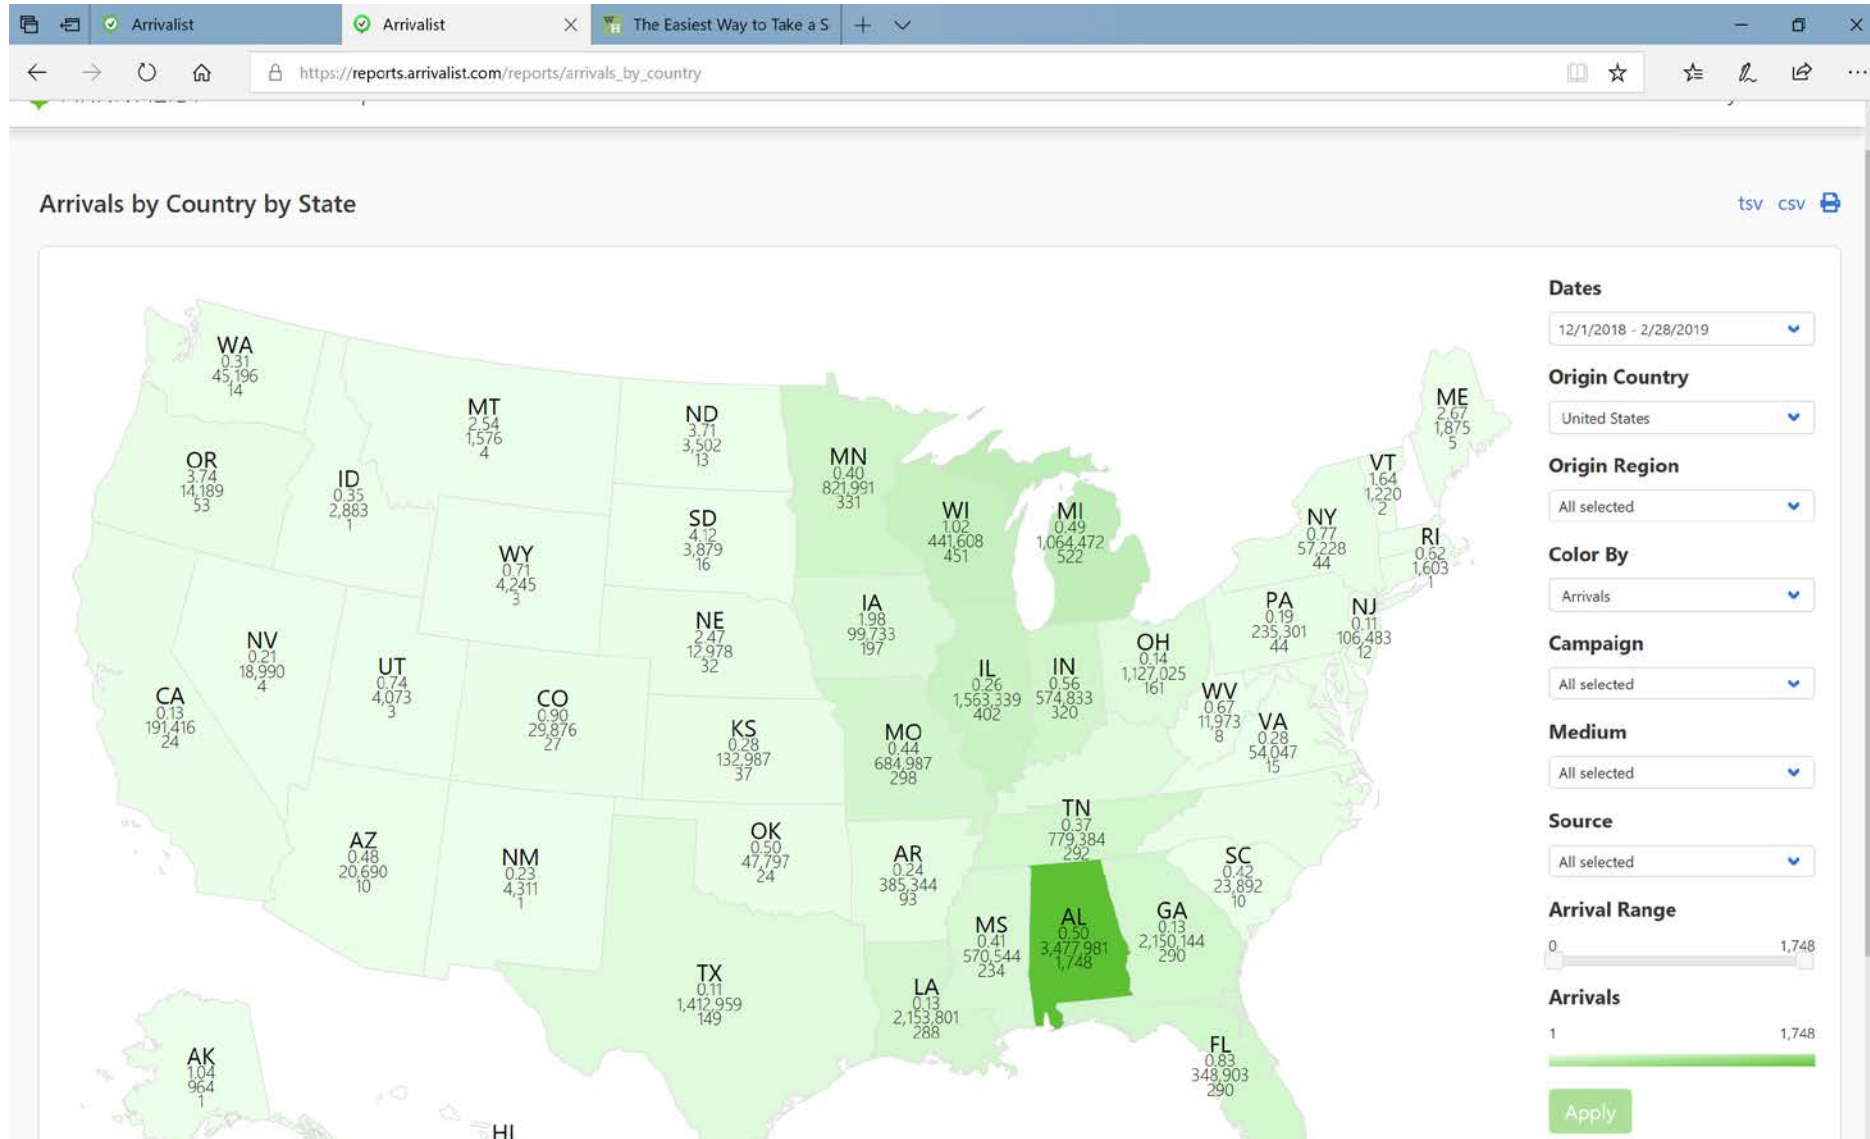 Arrivalist
Arrivalist
The Easiest Way to Take a S
https://reports.arrivalist.com/reports/arrivals_by_country
Arrivals by Country by State
tsv csv
WA
0.31
45,196
14
OR
3.74
14,189
53
ID
0.35
2,883
1
MT
2.54
1,576
4
ND
3.71
3,502
13
MN
0.40
821,991
331
WI
1.02
441,608
451
MI
0.49
1,064,472
522
ME
2.67
1,875
5
VT
1.64
1,220
2
NY
0.77
57,228
44
RI
0.62
1,603
1
SD
4.12
3,879
16
WY
0.71
4,245
3
NE
2.47
12,978
32
IA
1.98
99,733
197
PA
0.19
235,301
44
NJ
0.11
106,483
12
NV
0.21
18,990
4
UT
0.74
4,073
3
CA
0.13
191,416
24
CO
0.90
29,876
27
KS
0.28
132,987
37
MO
0.44
684,987
298
IL
0.26
1,563,339
402
IN
0.56
574,833
320
OH
0.14
1,127,025
161
WV
0.67
11,973
8
VA
0.28
54,047
15
AZ
0.48
20,690
10
NM
0.23
4,311
1
OK
0.50
47,797
24
AR
0.24
385,344
93
TN
0.37
779,384
292
SC
0.42
23,892
10
MS
0.41
570,544
234
AL
0.50
3,477,981
1,748
GA
0.13
2,150,144
290
TX
0.11
1,412,959
149
LA
0.13
2,153,801
288
FL
0.83
348,903
290
AK
1.04
964
1
HI
Dates
12/1/2018 - 2/28/2019
Origin Country
United States
Origin Region
All selected
Color By
Arrivals
Campaign
All selected
Medium
All selected
Source
All selected
Arrival Range
0 1,748
Arrivals
1 1,748
Apply